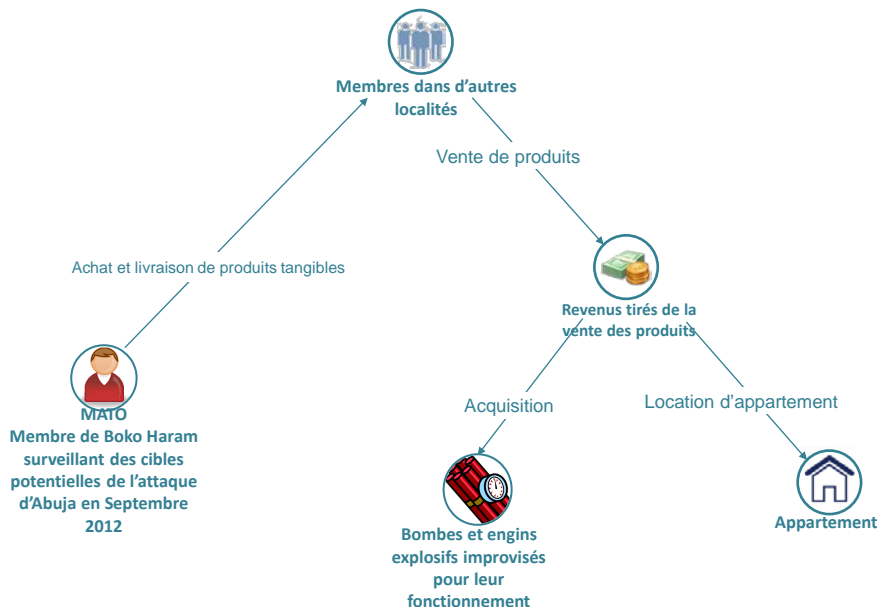 Membres dans d'autres
localités
Vente de produits
Achat et livraison de produits tangibles
Revenus tirés de la
vente des produits
MATO
Membre de Boko Haram
surveillant des cibles
potentielles de l'attaque
d'Abuja en Septembre
2012
Acquisition
Location d'appartement
Bombes et engins
explosifs improvisés
pour leur
fonctionnement
Appartement